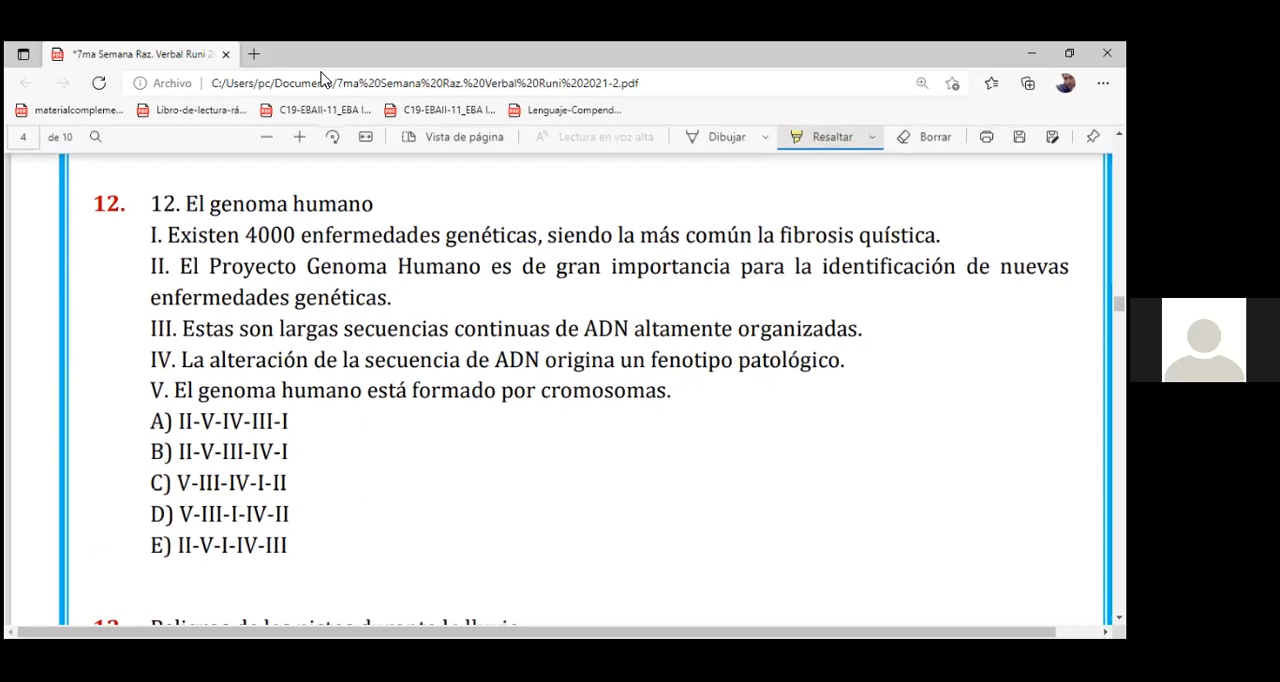 *7ma Semana Raz. Verbal Runi 2
Archivo
C:/Users/pc/Documents/7ma%20Semana%20Raz.%20Verbal%20Runi%202021-2.pdf
materialcompleme...
Libro-de-lectura-rá...
C19-EBAII-11_EBA I...
C19-EBAII-11_EBA I...
Lenguaje-Compend...
4 de 10
Vista de página
Lectura en voz alta
Dibujar
Resaltar
Borrar
12. 12. El genoma humano
I. Existen 4000 enfermedades genéticas, siendo la más común la fibrosis quística.
II. El Proyecto Genoma Humano es de gran importancia para la identificación de nuevas
enfermedades genéticas.
III. Estas son largas secuencias continuas de ADN altamente organizadas.
IV. La alteración de la secuencia de ADN origina un fenotipo patológico.
V. El genoma humano está formado por cromosomas.
A) II-V-IV-III-I
B) II-V-III-IV-I
C) V-III-IV-I-II
D) V-III-I-IV-II
E) II-V-I-IV-III